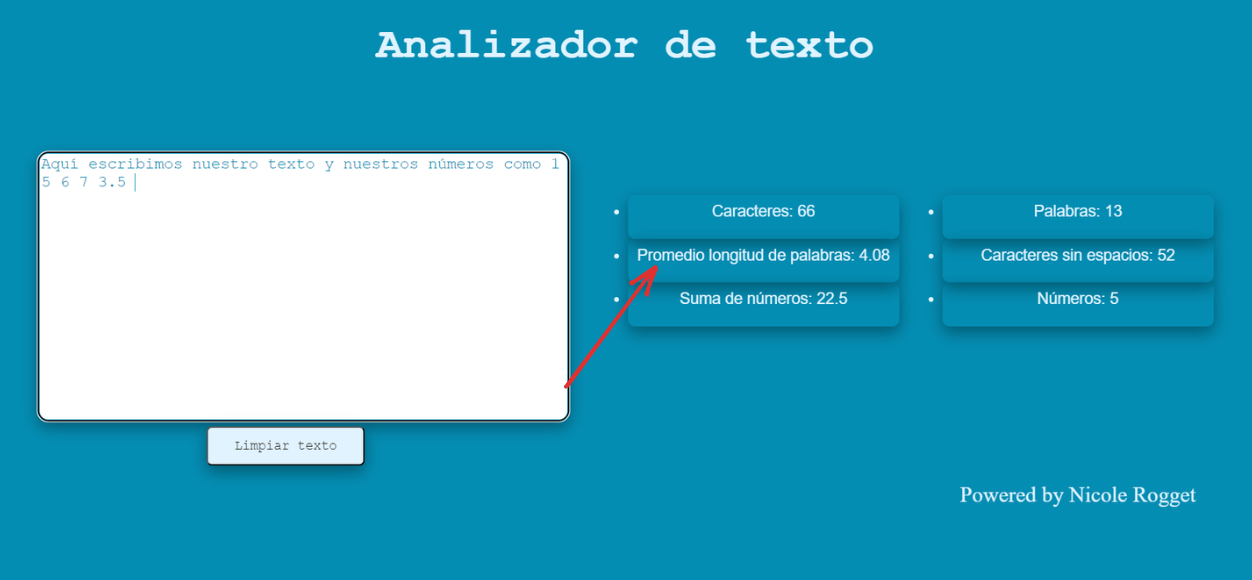 Analizador de texto
Aquí escribimos nuestro texto y nuestros números como 1
5 6 7 3.5
Caracteres: 66
Palabras: 13
Promedio longitud de palabras: 4.08
Caracteres sin espacios: 52
Suma de números: 22.5
Números: 5
Limpiar texto
Powered by Nicole Rogget